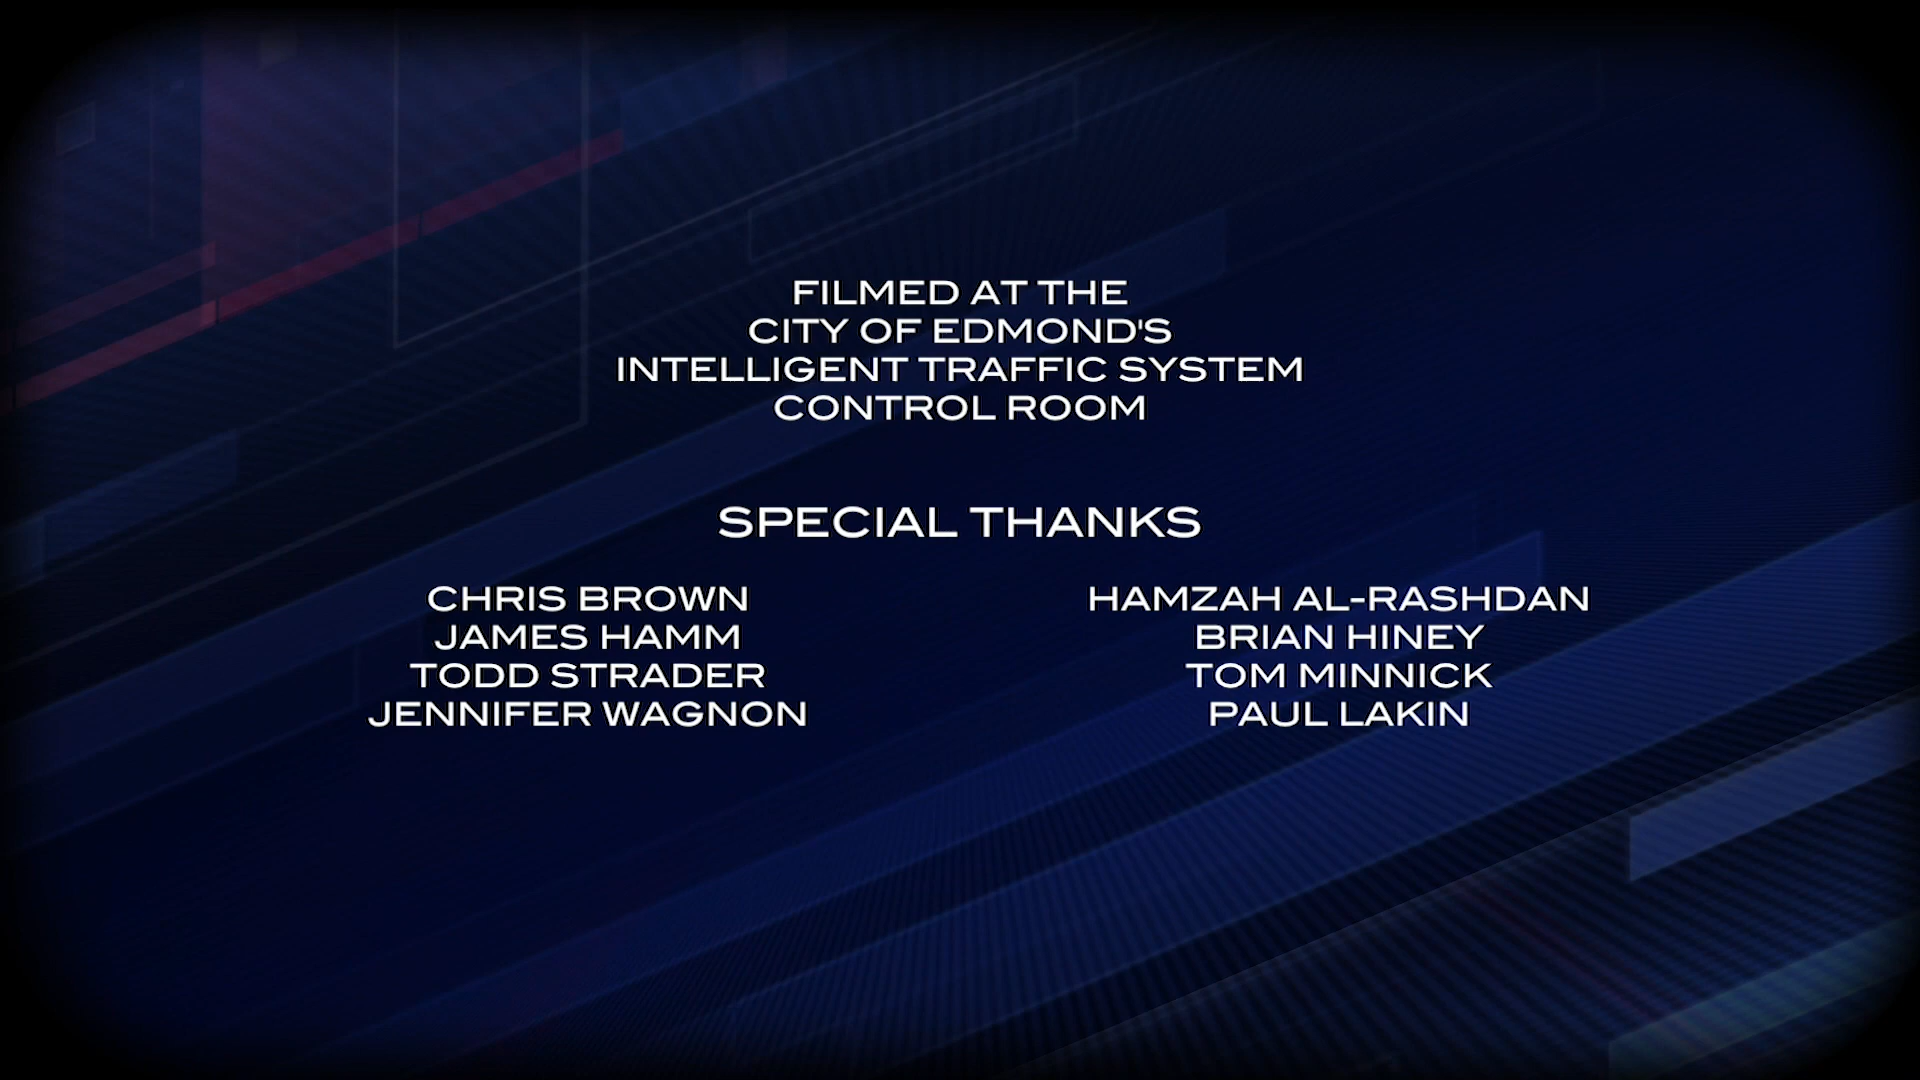 FILMED AT THE
CITY OF EDMOND'S
INTELLIGENT TRAFFIC SYSTEM
CONTROL ROOM
SPECIAL THANKS
CHRIS BROWN
JAMES HAMM
TODD STRADER
JENNIFER WAGNON
HAMZAH AL-RASHDAN
BRIAN HINEY
TOM MINNICK
PAUL LAKIN